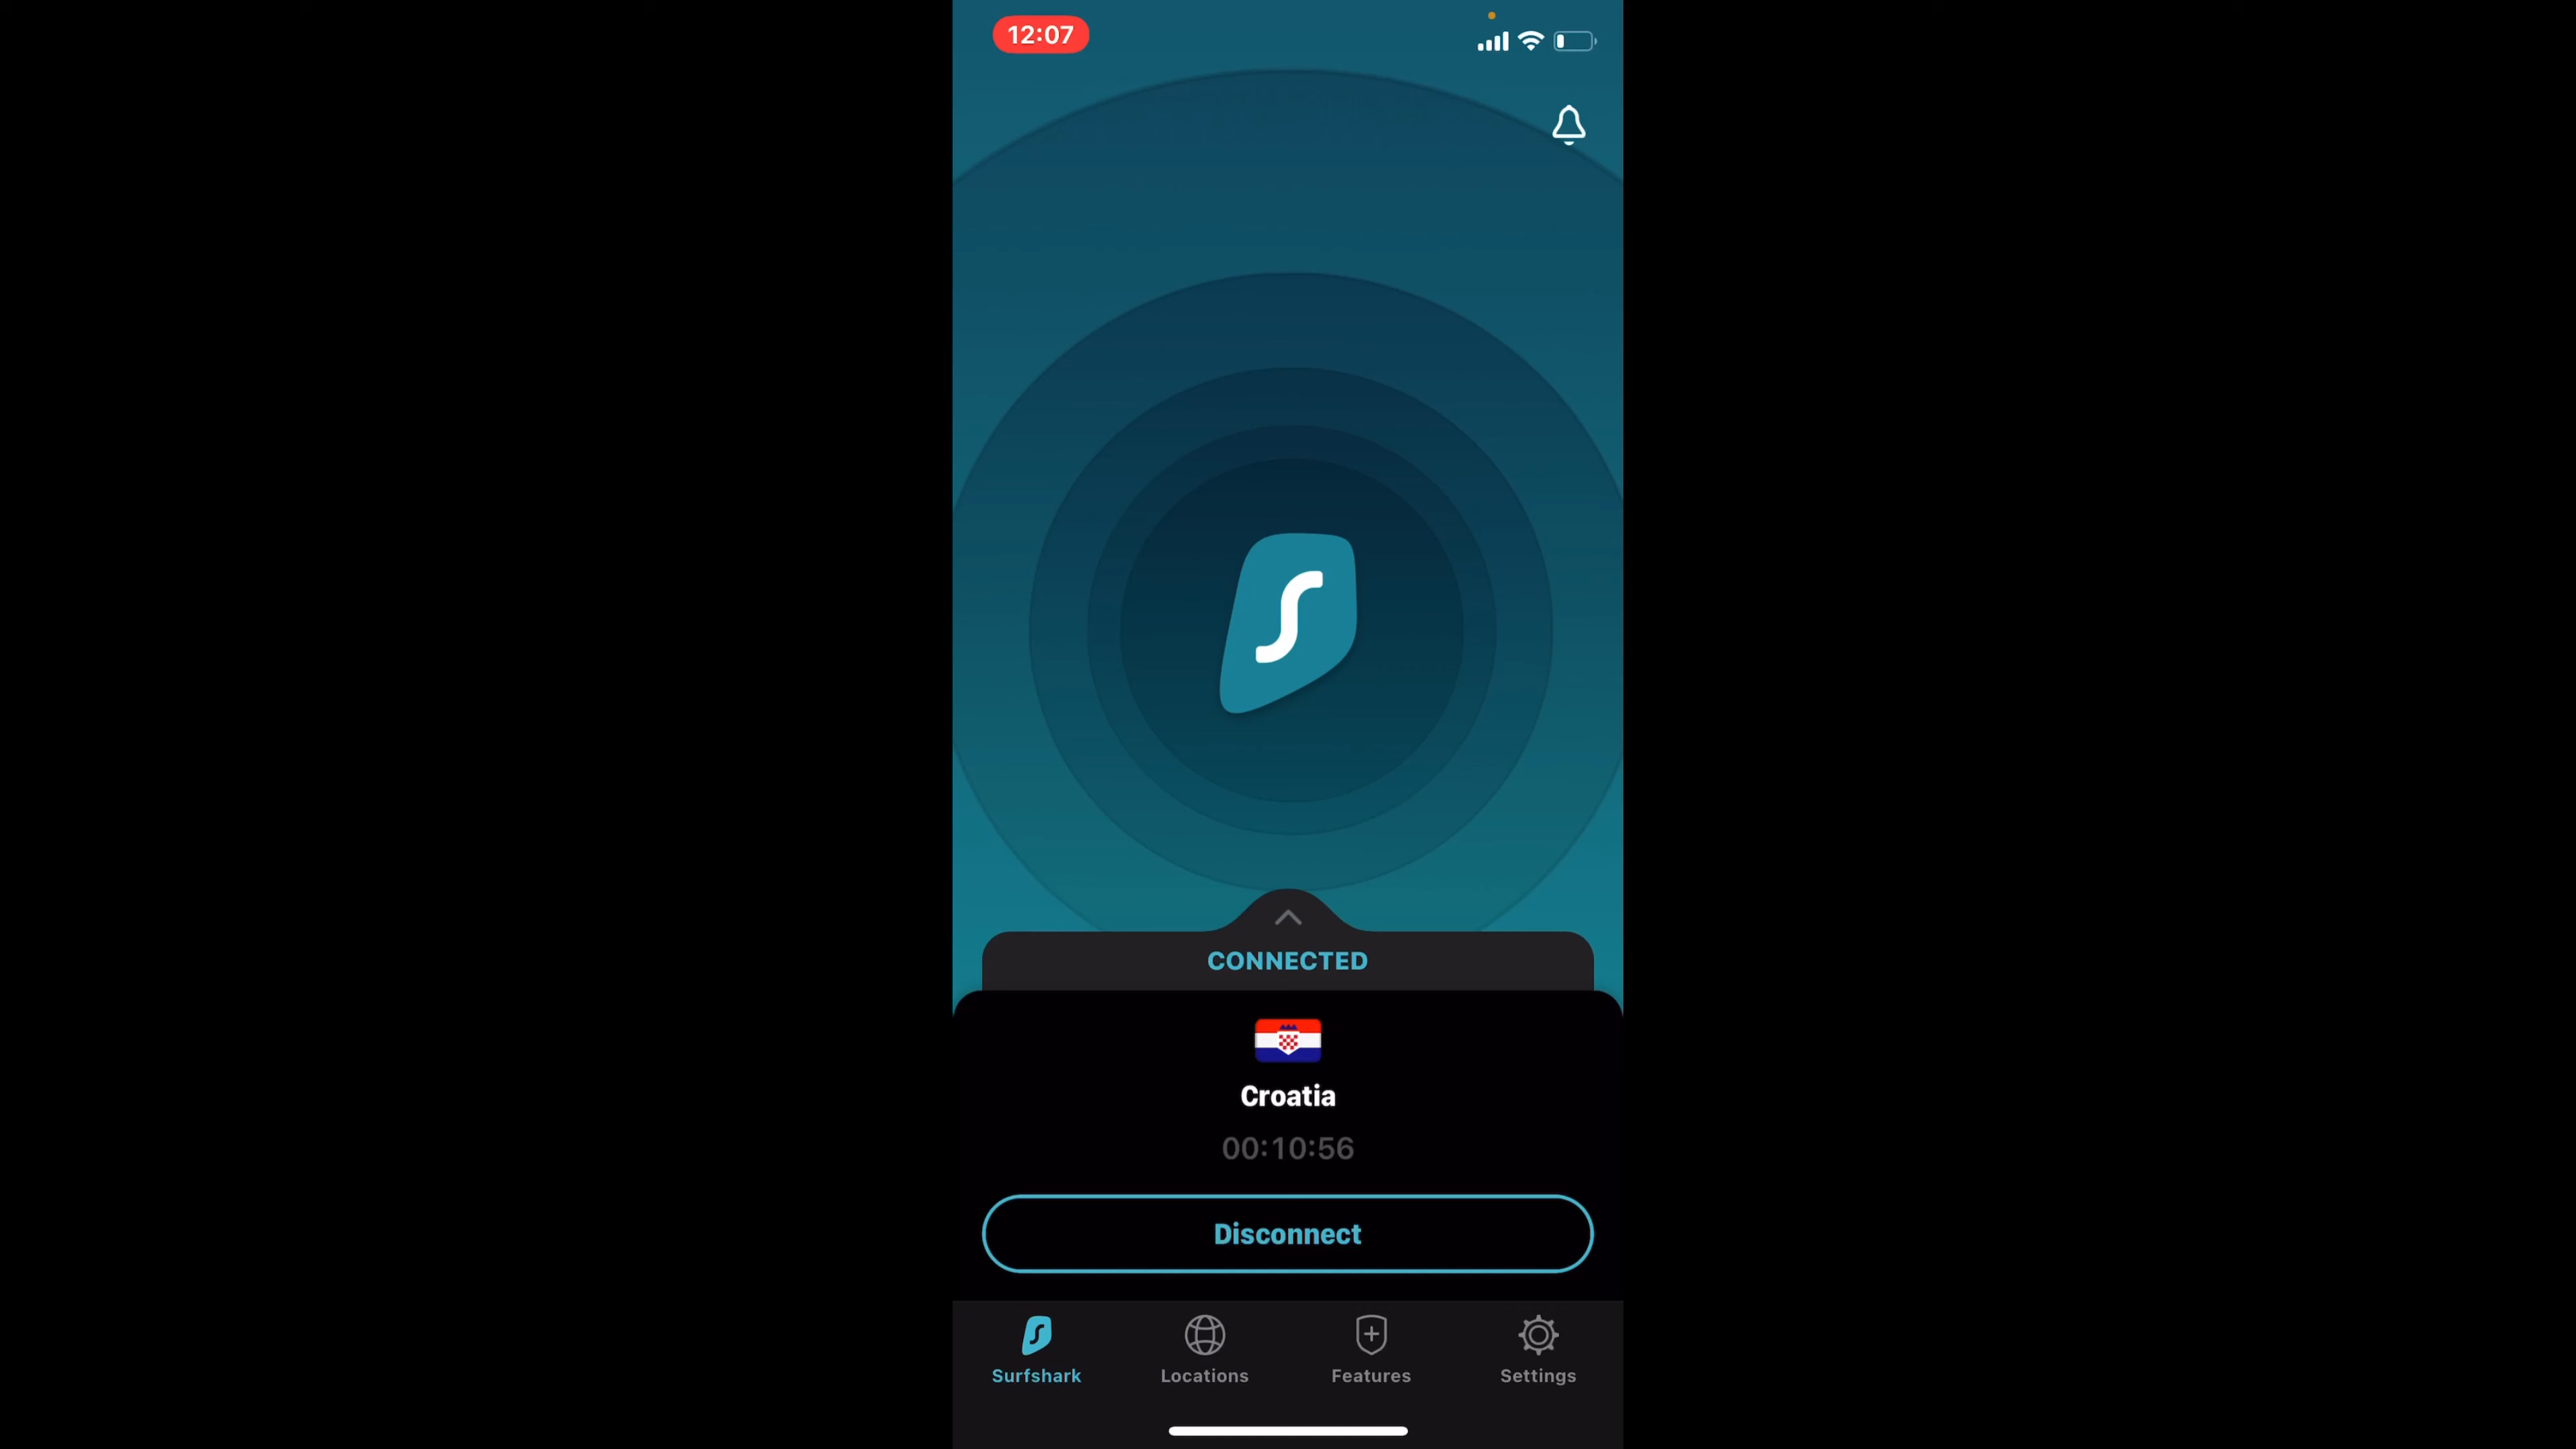 12:07
CONNECTED
Croatia
00:10:56
Disconnect
Surfshark
Locations
Features
Settings